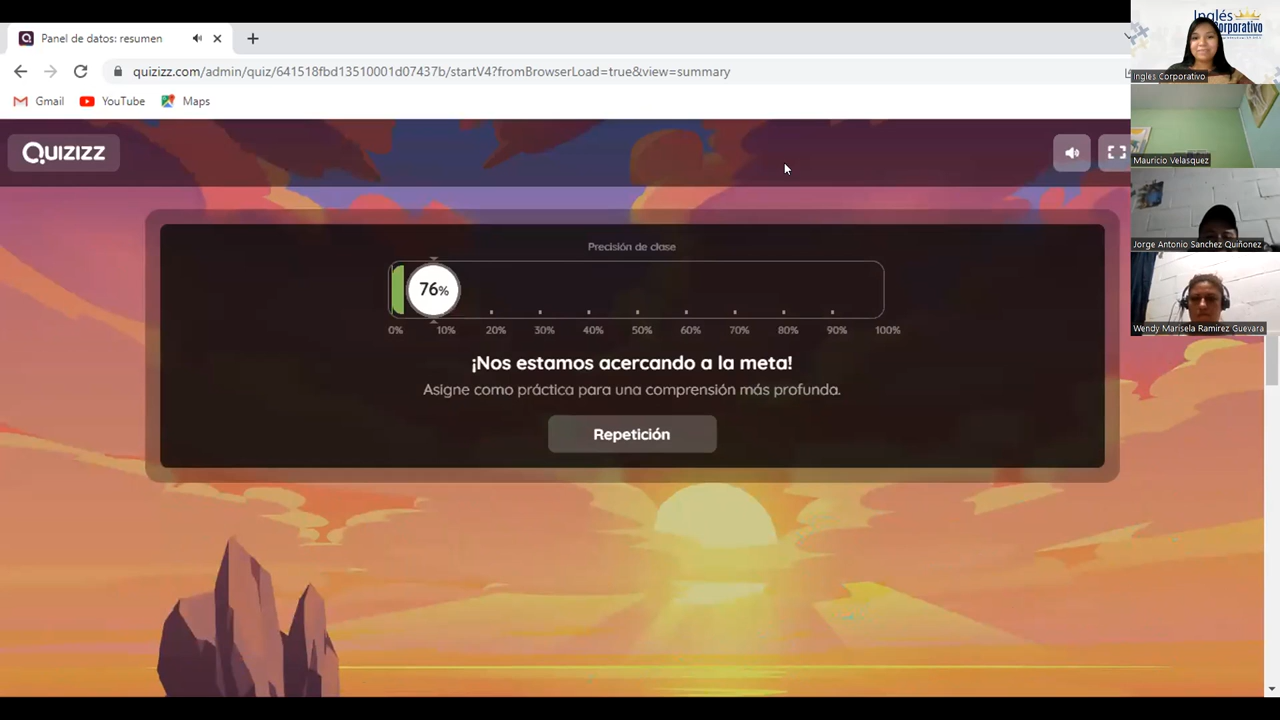 Panel de datos: resumen
quizizz.com/admin/quiz/641518fbd13510001d07437b/startV4?fromBrowserLoad=true&view=summary
Gmail YouTube Maps
QUIZIZZ
Precisión de clase
76%
0% 10% 20% 30% 40% 50% 60% 70% 80% 90% 100%
¡Nos estamos acercando a la meta!
Asigne como práctica para una comprensión más profunda.
Repetición
Inglés
Corporativo
Ingles Corporativo
Mauricio Velasquez
Jorge Antonio Sanchez Quiñonez
Wendy Marisela Ramirez Guevara